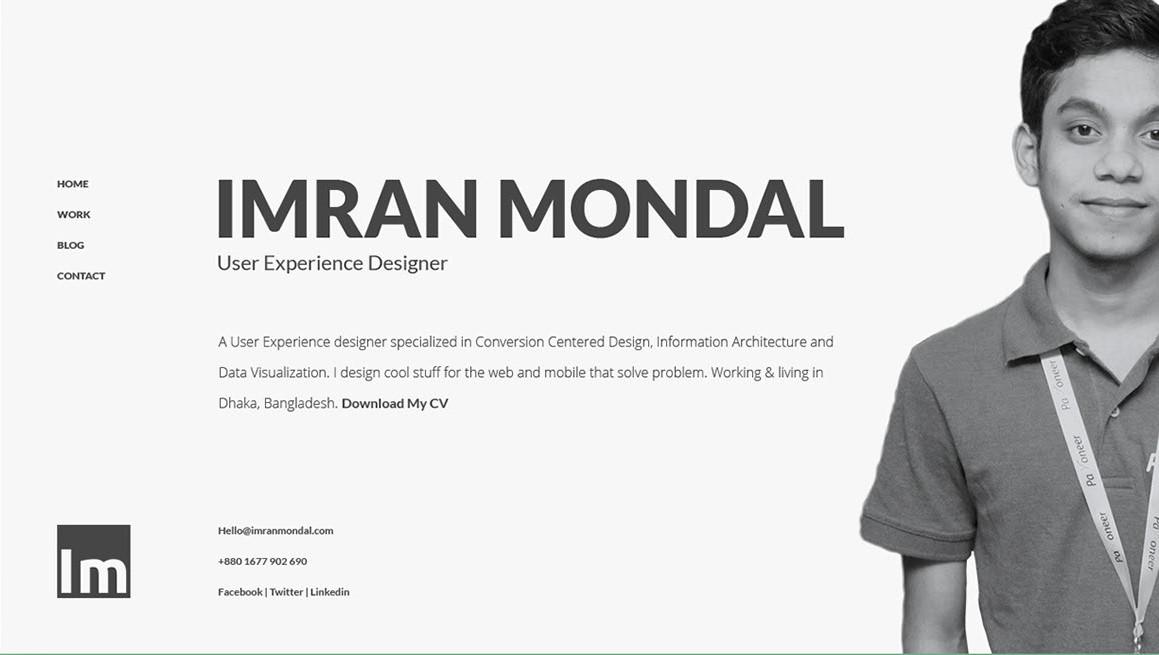 HOME
WORK
BLOG
CONTACT
IMRAN MONDAL
User Experience Designer
A User Experience designer specialized in Conversion Centered Design, Information Architecture and
Data Visualization. I design cool stuff for the web and mobile that solve problem. Working & living in
Dhaka, Bangladesh. Download My CV
Im
Hello@imranmondal.com
+880 1677 902 690
Facebook | Twitter | Linkedin